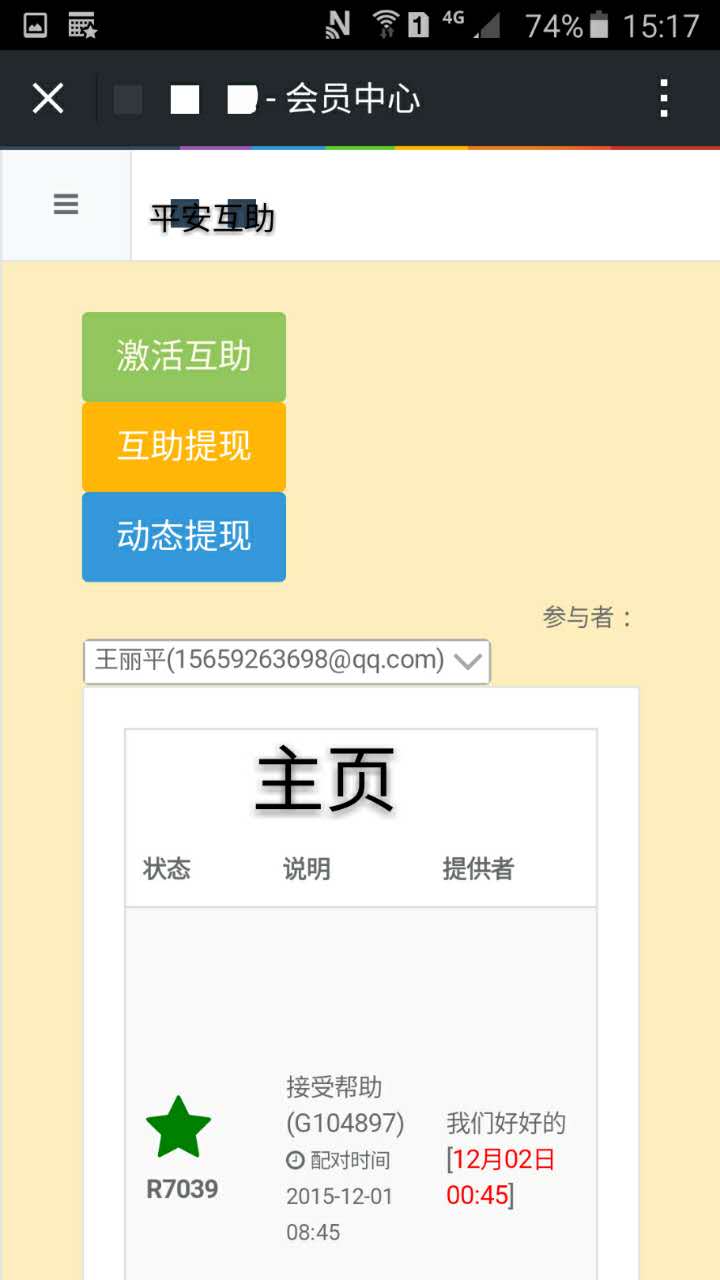 4G 74% 15:17
- 会员中心
平安互助
激活互助
互助提现
动态提现
参与者：
王丽平(15659263698@qq.com)
主页
状态 说明 提供者
接受帮助
(G104897)
配对时间
2015-12-01
08:45
R7039
我们好好的
[12月02日
00:45]